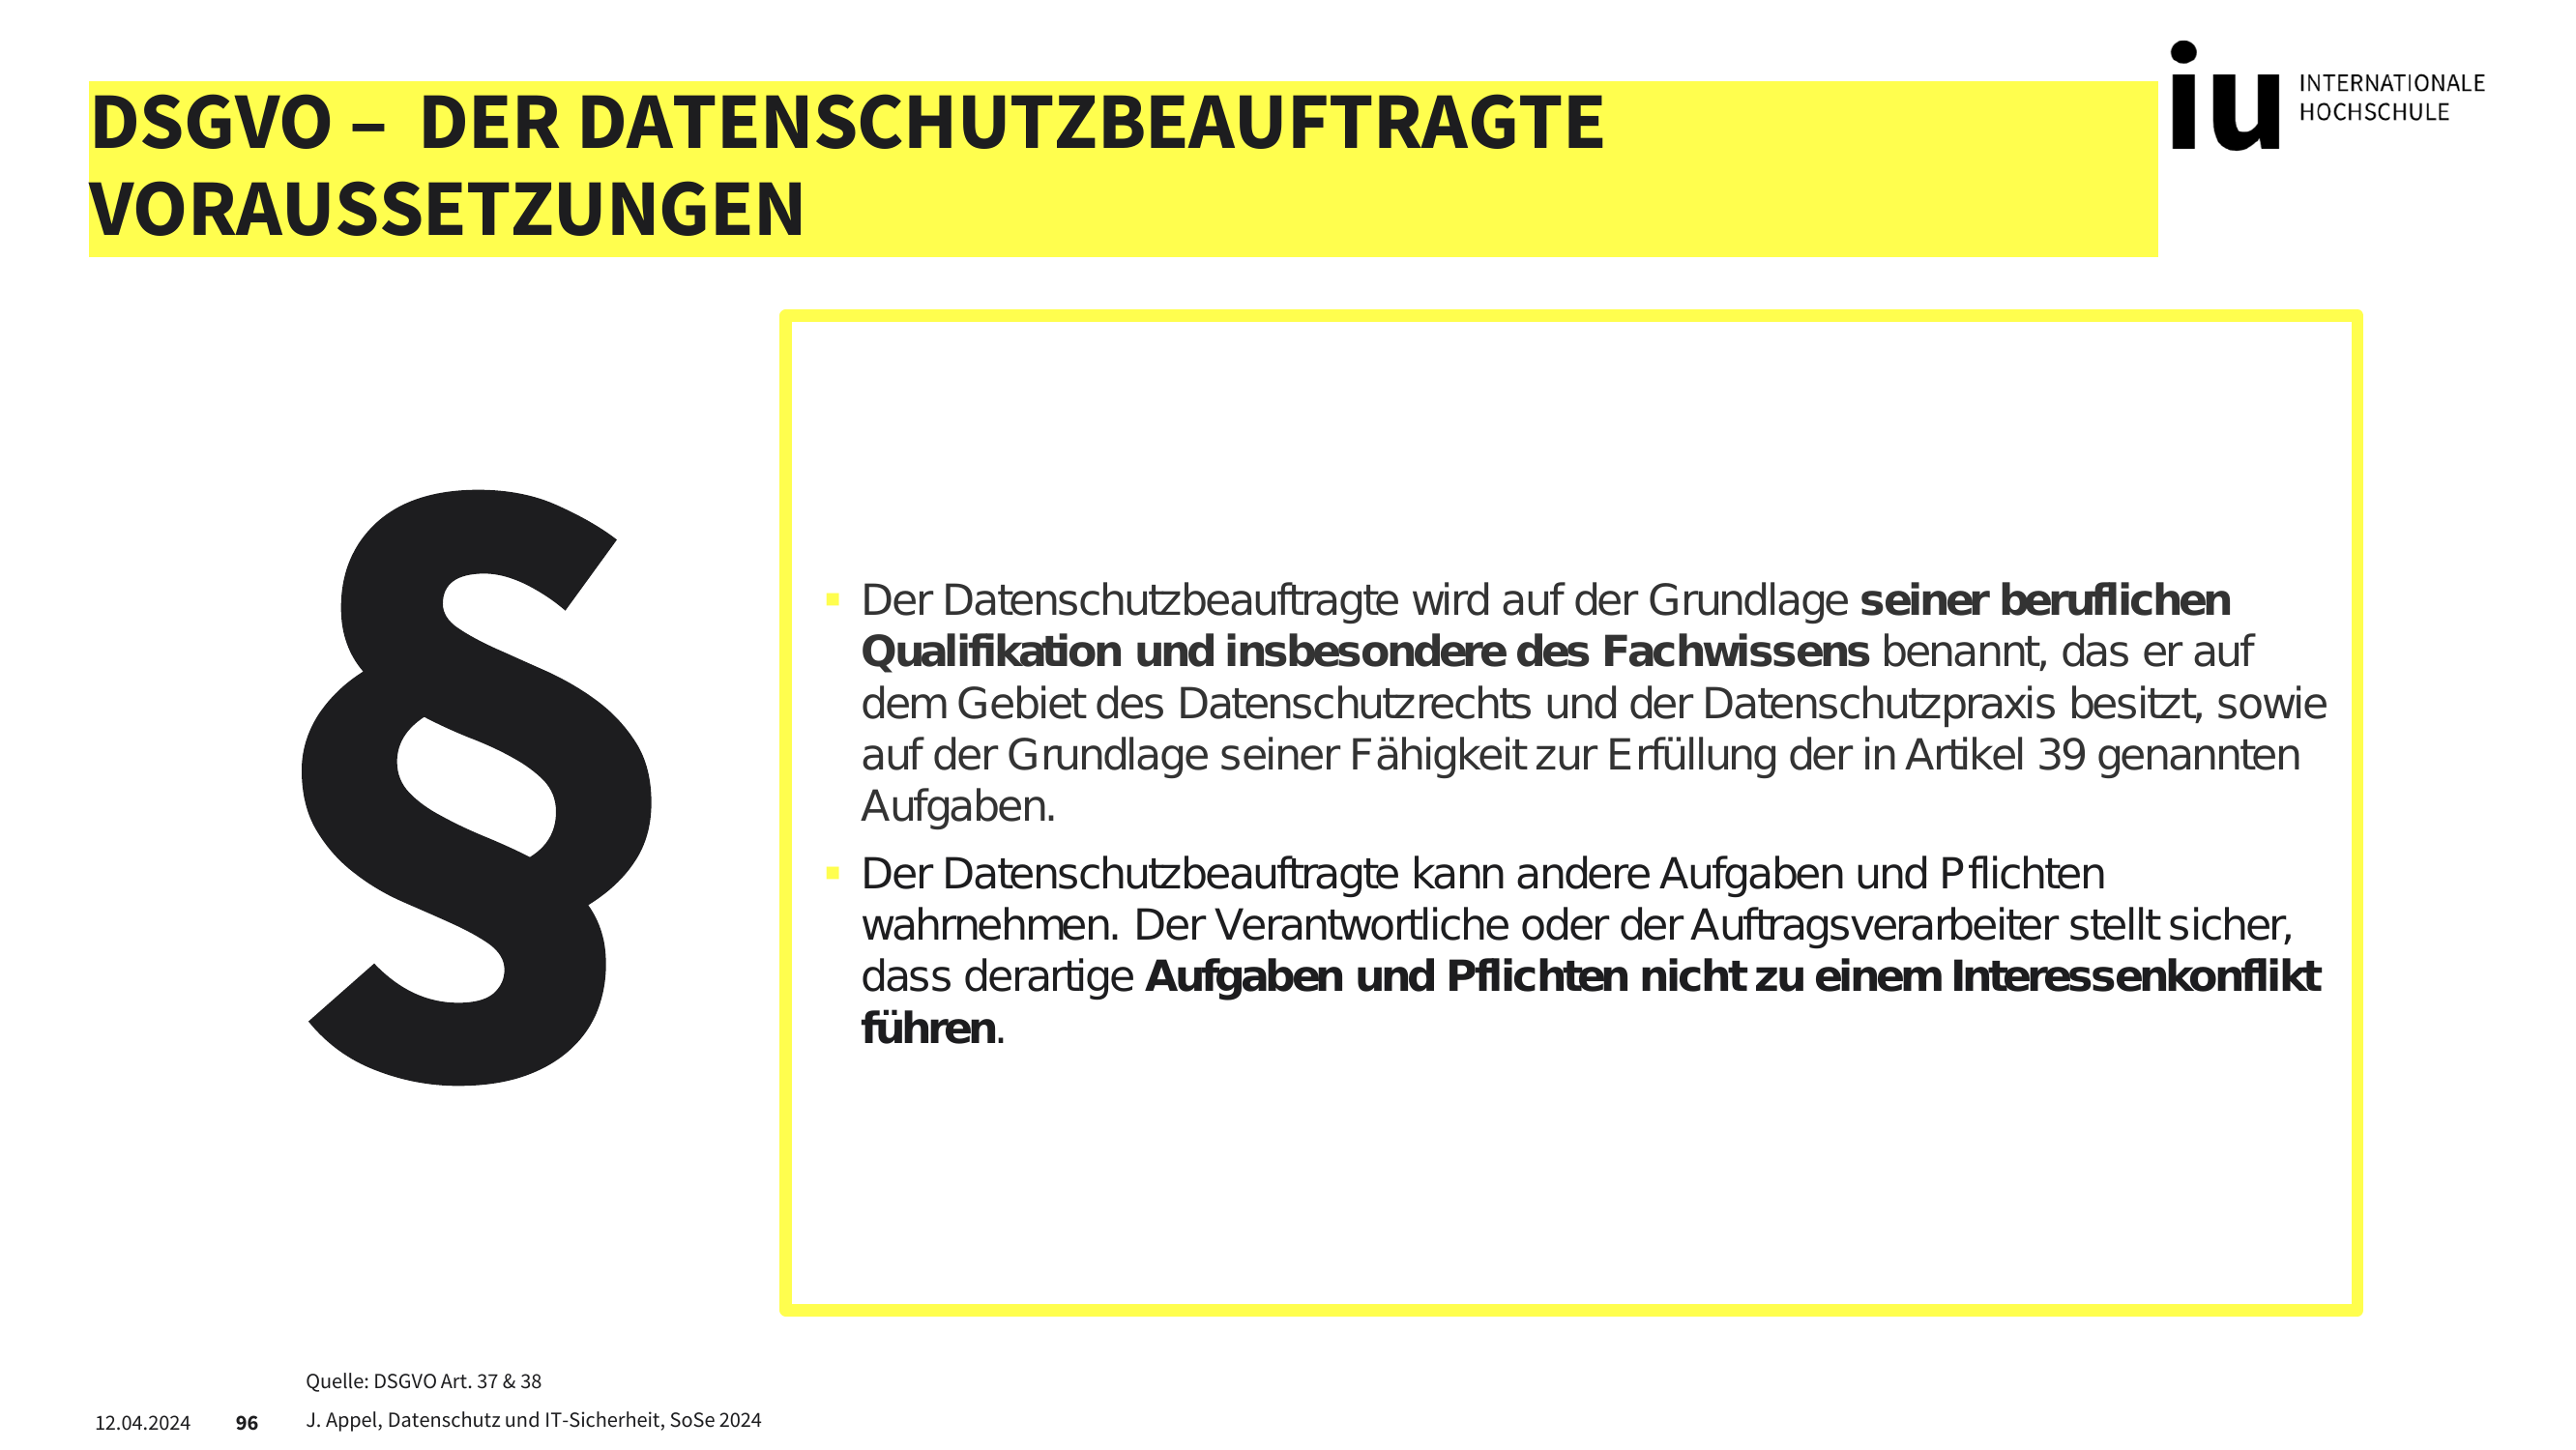 DSGVO – DER DATENSCHUTZBEAUFTRAGTE
VORAUSSETZUNGEN
iu INTERNATIONALE
HOCHSCHULE
§
▪ Der Datenschutzbeauftragte wird auf der Grundlage seiner beruflichen
Qualifikation und insbesondere des Fachwissens benannt, das er auf
dem Gebiet des Datenschutzrechts und der Datenschutzpraxis besitzt, sowie
auf der Grundlage seiner Fähigkeit zur Erfüllung der in Artikel 39 genannten
Aufgaben.
▪ Der Datenschutzbeauftragte kann andere Aufgaben und Pflichten
wahrnehmen. Der Verantwortliche oder der Auftragsverarbeiter stellt sicher,
dass derartige Aufgaben und Pflichten nicht zu einem Interessenkonflikt
führen.
Quelle: DSGVO Art. 37 & 38
12.04.2024 96 J. Appel, Datenschutz und IT-Sicherheit, SoSe 2024